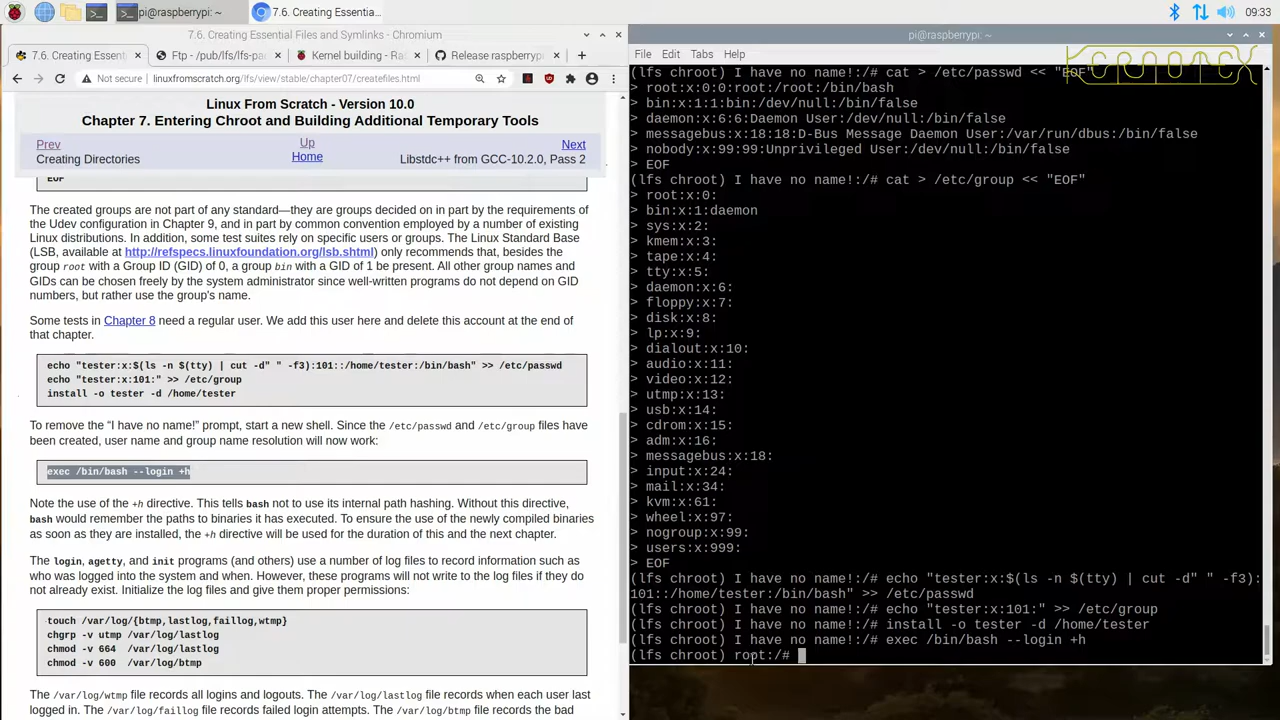 pi@raspberrypi: ~
7.6. Creating Essentia...
09:33
7.6. Creating Essential Files and Symlinks - Chromium
pi@raspberrypi: ~
7.6. Creating Essential
Ftp - /pub/lfs/lfs-pa
Kernel building - Rasp
Release raspberrypi
File Edit Tabs Help
Not secure | linuxfromscratch.org/lfs/view/stable/chapter07/createfiles.html
Linux From Scratch - Version 10.0
Chapter 7. Entering Chroot and Building Additional Temporary Tools
Prev Up Next
Creating Directories Home Libstdc++ from GCC-10.2.0, Pass 2
EOF
The created groups are not part of any standard—they are groups decided on in part by the requirements of
the Udev configuration in Chapter 9, and in part by common convention employed by a number of existing
Linux distributions. In addition, some test suites rely on specific users or groups. The Linux Standard Base
(LSB, available at http://refspecs.linuxfoundation.org/lsb.shtml) only recommends that, besides the
group root with a Group ID (GID) of 0, a group bin with a GID of 1 be present. All other group names and
GIDs can be chosen freely by the system administrator since well-written programs do not depend on GID
numbers, but rather use the group's name.
Some tests in Chapter 8 need a regular user. We add this user here and delete this account at the end of
that chapter.
echo "tester:x:$(ls -n $(tty) | cut -d" " -f3):101::/home/tester:/bin/bash" >> /etc/passwd
echo "tester:x:101:" >> /etc/group
install -o tester -d /home/tester
To remove the “I have no name!” prompt, start a new shell. Since the /etc/passwd and /etc/group files have
been created, user name and group name resolution will now work:
exec /bin/bash --login +h
Note the use of the +h directive. This tells bash not to use its internal path hashing. Without this directive,
bash would remember the paths to binaries it has executed. To ensure the use of the newly compiled binaries
as soon as they are installed, the +h directive will be used for the duration of this and the next chapter.
The login, agetty, and init programs (and others) use a number of log files to record information such as
who was logged into the system and when. However, these programs will not write to the log files if they do
not already exist. Initialize the log files and give them proper permissions:
touch /var/log/{btmp,lastlog,faillog,wtmp}
chgrp -v utmp /var/log/lastlog
chmod -v 664 /var/log/lastlog
chmod -v 600 /var/log/btmp
The /var/log/wtmp file records all logins and logouts. The /var/log/lastlog file records when each user last
logged in. The /var/log/faillog file records failed login attempts. The /var/log/btmp file records the bad
(lfs chroot) I have no name!:/# cat > /etc/passwd << "EOF"
> root:x:0:0:root:/root:/bin/bash
> bin:x:1:1:bin:/dev/null:/bin/false
> daemon:x:6:6:Daemon User:/dev/null:/bin/false
> messagebus:x:18:18:D-Bus Message Daemon User:/var/run/dbus:/bin/false
> nobody:x:99:99:Unprivileged User:/dev/null:/bin/false
> EOF
(lfs chroot) I have no name!:/# cat > /etc/group << "EOF"
> root:x:0:
> bin:x:1:daemon
> sys:x:2:
> kmem:x:3:
> tape:x:4:
> tty:x:5:
> daemon:x:6:
> floppy:x:7:
> disk:x:8:
> lp:x:9:
> dialout:x:10:
> audio:x:11:
> video:x:12:
> utmp:x:13:
> usb:x:14:
> cdrom:x:15:
> adm:x:16:
> messagebus:x:18:
> input:x:24:
> mail:x:34:
> kvm:x:61:
> wheel:x:97:
> nogroup:x:99:
> users:x:999:
> EOF
(lfs chroot) I have no name!:/# echo "tester:x:$(ls -n $(tty) | cut -d" " -f3):
101::/home/tester:/bin/bash" >> /etc/passwd
(lfs chroot) I have no name!:/# echo "tester:x:101:" >> /etc/group
(lfs chroot) I have no name!:/# install -o tester -d /home/tester
(lfs chroot) I have no name!:/# exec /bin/bash --login +h
(lfs chroot) root:/#